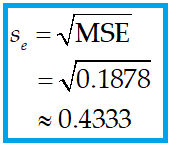 s_e = √MSE
= √0.1878
≈ 0.4333